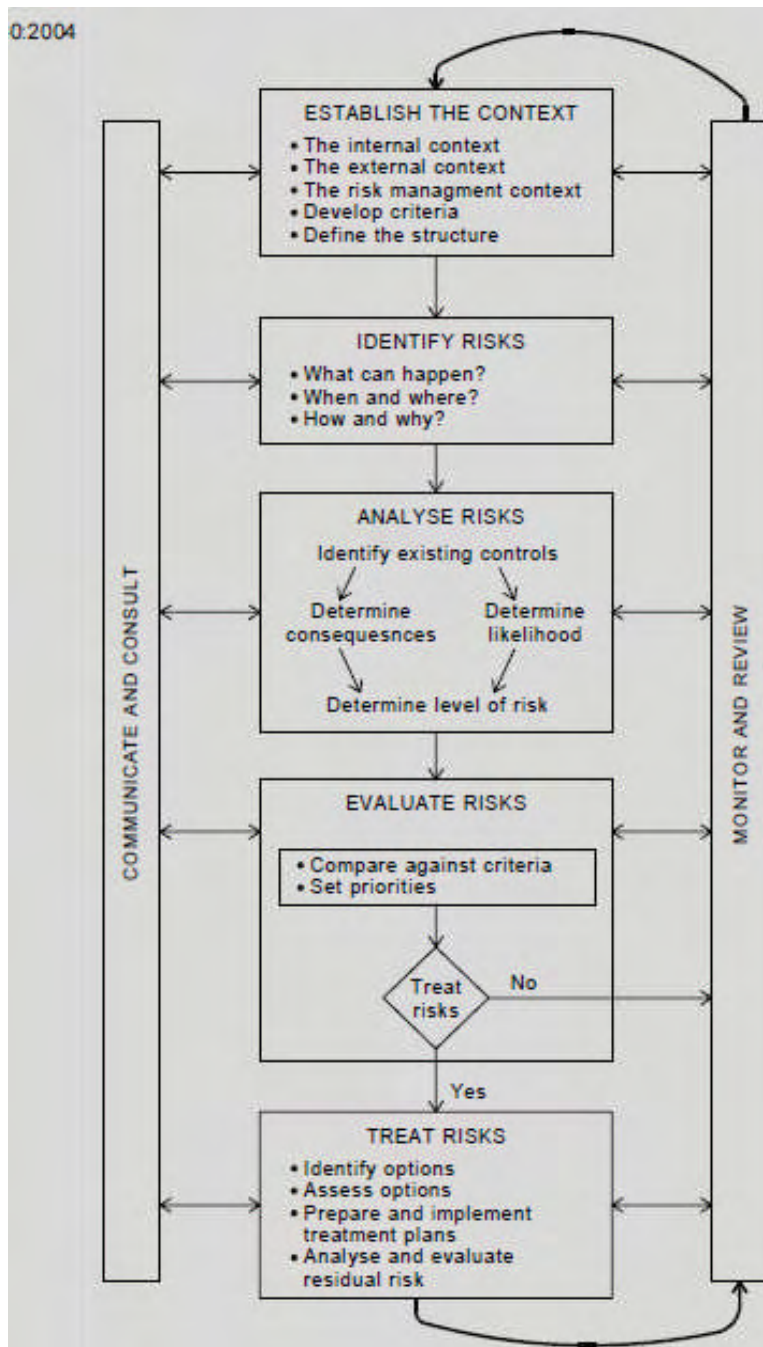 0:2004
ESTABLISH THE CONTEXT
• The internal context
• The external context
• The risk managment context
• Develop criteria
• Define the structure
IDENTIFY RISKS
• What can happen?
• When and where?
• How and why?
ANALYSE RISKS
Identify existing controls
Determine
consequesnces
Determine
likelihood
Determine level of risk
EVALUATE RISKS
• Compare against criteria
• Set priorities
Treat
risks
No
Yes
TREAT RISKS
• Identify options
• Assess options
• Prepare and implement
treatment plans
• Analyse and evaluate
residual risk
COMMUNICATE AND CONSULT
MONITOR AND REVIEW